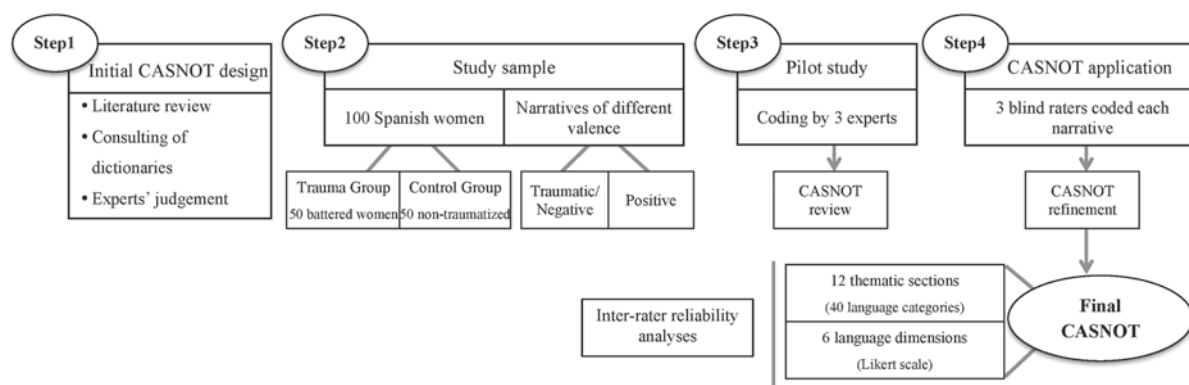 Step1
Initial CASNOT design
• Literature review
• Consulting of
dictionaries
• Experts' judgement
Step2
Study sample
100 Spanish women
Narratives of different
valence
Trauma Group
50 battered women
Control Group
50 non-traumatized
Traumatic/
Negative
Positive
Step3
Pilot study
Coding by 3 experts
CASNOT
review
Step4
CASNOT application
3 blind raters coded each
narrative
CASNOT
refinement
Inter-rater reliability
analyses
12 thematic sections
(40 language categories)
6 language dimensions
(Likert scale)
Final
CASNOT